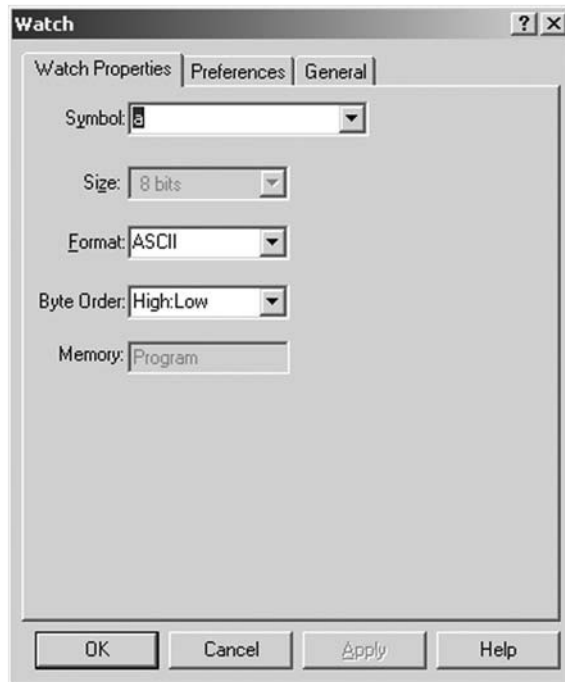 Watch
Watch Properties Preferences General
Symbol: a
Size: 8 bits
Format: ASCII
Byte Order: High:Low
Memory: Program
OK Cancel Apply Help